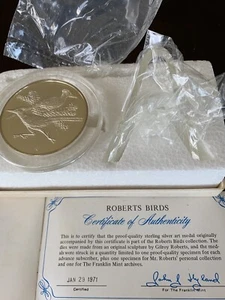 ROBERTS BIRDS
Certificate of Authenticity
This is to certify that the proof-quality sterling silver art medal originally
accompanied by this certificate is part of the Roberts Birds collection. The
dies were made from an original sculpture by Gilroy Roberts, and the med-
als were struck in a quantity limited to one proof-quality specimen for each
advance subscriber, plus one specimen for Mr. Roberts' personal collection
and one for The Franklin Mint archives.
JAN 29 1971
Certified
For The Franklin Mint